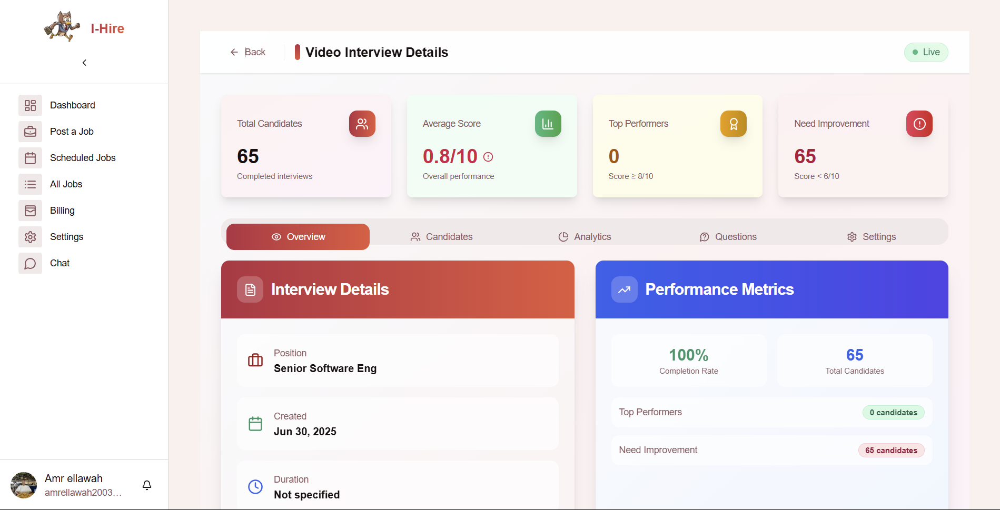 I-Hire
Dashboard
Post a Job
Scheduled Jobs
All Jobs
Billing
Settings
Chat
Amr ellawah
amrellawah2003...
Back
Video Interview Details
Live
Total Candidates
65
Completed interviews
Average Score
0.8/10
Overall performance
Top Performers
0
Score ≥ 8/10
Need Improvement
65
Score < 6/10
Overview
Candidates
Analytics
Questions
Settings
Interview Details
Position
Senior Software Eng
Created
Jun 30, 2025
Duration
Not specified
Performance Metrics
100%
Completion Rate
65
Total Candidates
Top Performers
0 candidates
Need Improvement
65 candidates